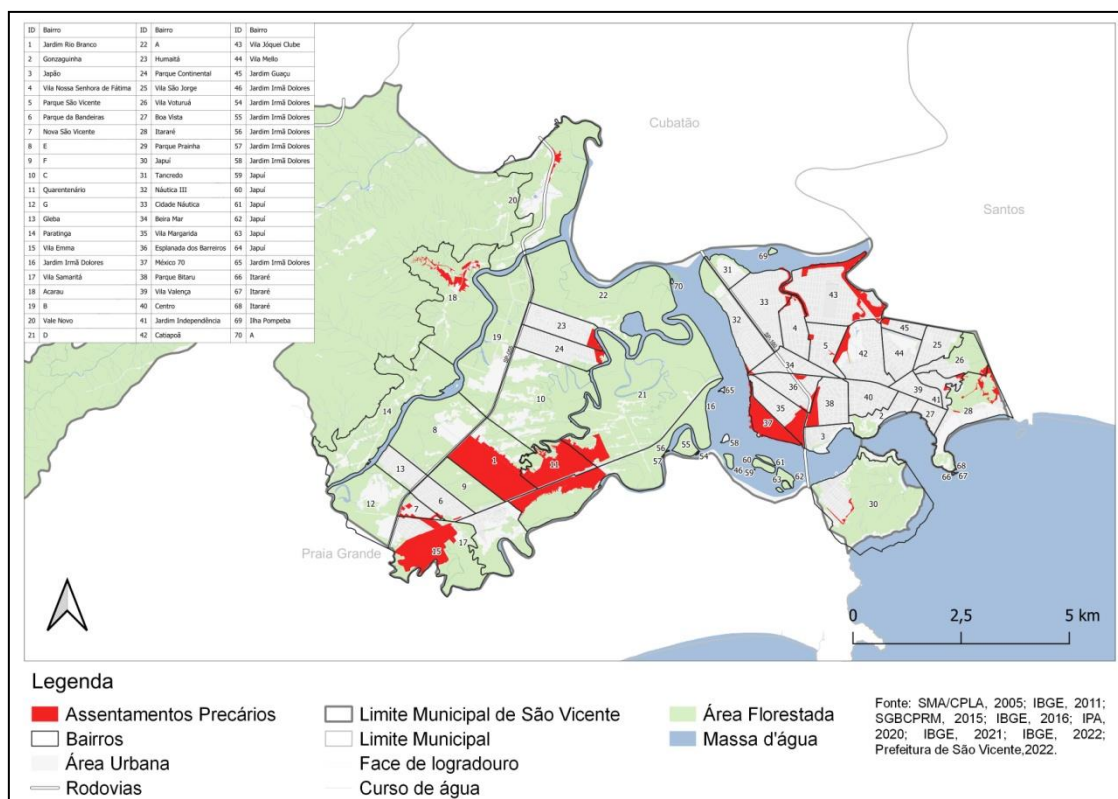 ID Bairro ID Bairro ID Bairro
1 Jardim Rio Branco 22 A 43 Vila Jóquei Clube
2 Gonzaguinha 23 Humaitá 44 Vila Mello
3 Japão 24 Parque Continental 45 Jardim Guaçu
4 Vila Nossa Senhora de Fátima 25 Vila São Jorge 46 Jardim Irmã Dolores
5 Parque São Vicente 26 Vila Voturuá 54 Jardim Irmã Dolores
6 Parque da Bandeiras 27 Boa Vista 55 Jardim Irmã Dolores
7 Nova São Vicente 28 Itararé 56 Jardim Irmã Dolores
8 E 29 Parque Prainha 57 Jardim Irmã Dolores
9 F 30 Japuí 58 Jardim Irmã Dolores
10 C 31 Tancredo 59 Japuí
11 Quarentenário 32 Náutica III 60 Japuí
12 G 33 Cidade Náutica 61 Japuí
13 Gleba 34 Beira Mar 62 Japuí
14 Paratinga 35 Vila Margarida 63 Japuí
15 Vila Emma 36 Esplanada dos Barreiros 64 Japuí
16 Jardim Irmã Dolores 37 México 70 65 Jardim Irmã Dolores
17 Vila Samaritá 38 Parque Bitaru 66 Itararé
18 Acarau 39 Vila Valença 67 Itararé
19 B 40 Centro 68 Itararé
20 Vale Novo 41 Jardim Independência 69 Ilha Pompeba
21 D 42 Catiapoã 70 A
Cubatão
Santos
20
69
70
31
18
22
33
43
32
23
4
45
19
24
5
42
44
25
26
34
10
21
36
39
65
16
35
38
40
41
28
14
37
2
27
8
3
58
56
55
57
54
1
11
60
61
46
59
63
62
68
66
67
13
9
12
6
30
7
17
15
Praia Grande
0 2,5 5 km
Legenda
Assentamentos Precários
Bairros
Área Urbana
Rodovias
Limite Municipal de São Vicente
Limite Municipal
Face de logradouro
Curso de água
Área Florestada
Massa d'água
Fonte: SMA/CPLA, 2005; IBGE, 2011;
SGBCPRM, 2015; IBGE, 2016; IPA,
2020; IBGE, 2021; IBGE, 2022;
Prefeitura de São Vicente,2022.